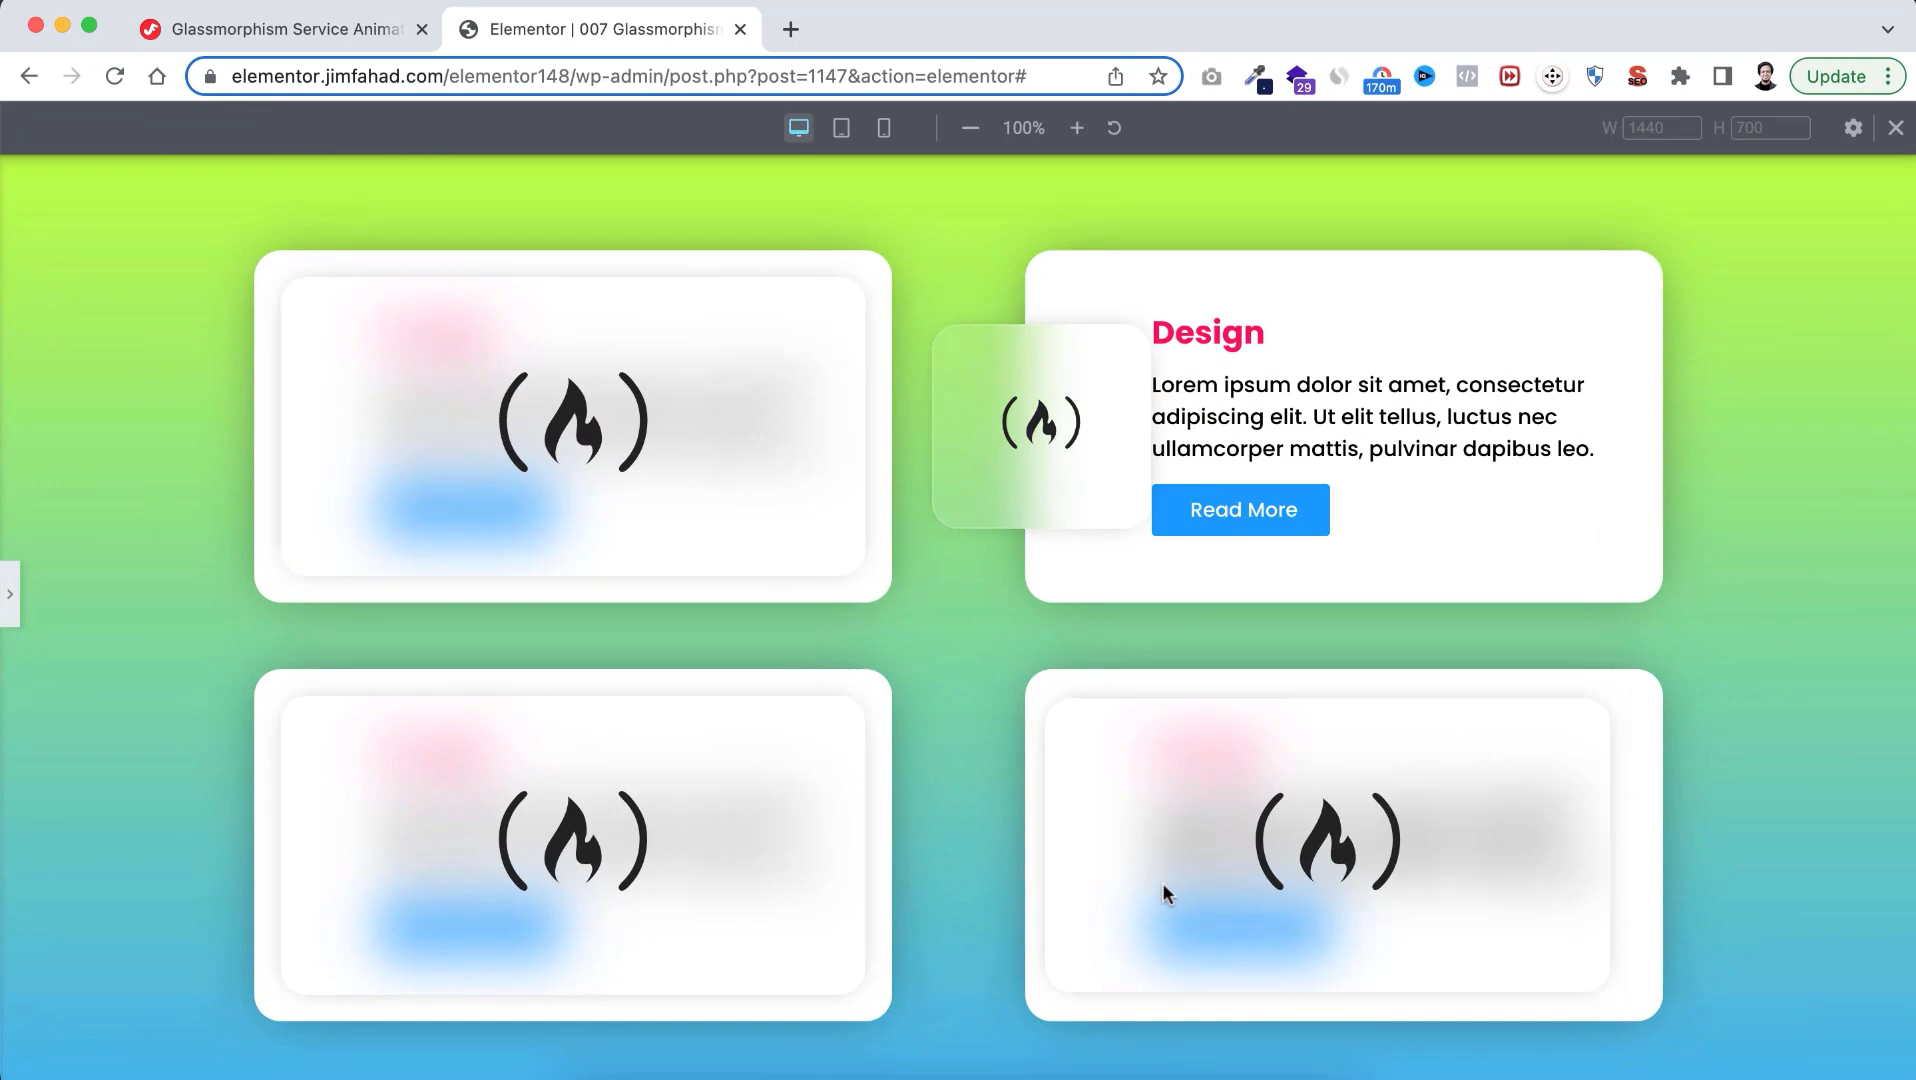 Glassmorphism Service Animat
Elementor | 007 Glassmorphism
elementor.jimfahad.com/elementor148/wp-admin/post.php?post=1147&action=elementor#
29
170m
SEO
Update
100%
W 1440 H 700
Design
Lorem ipsum dolor sit amet, consectetur
adipiscing elit. Ut elit tellus, luctus nec
ullamcorper mattis, pulvinar dapibus leo.
Read More